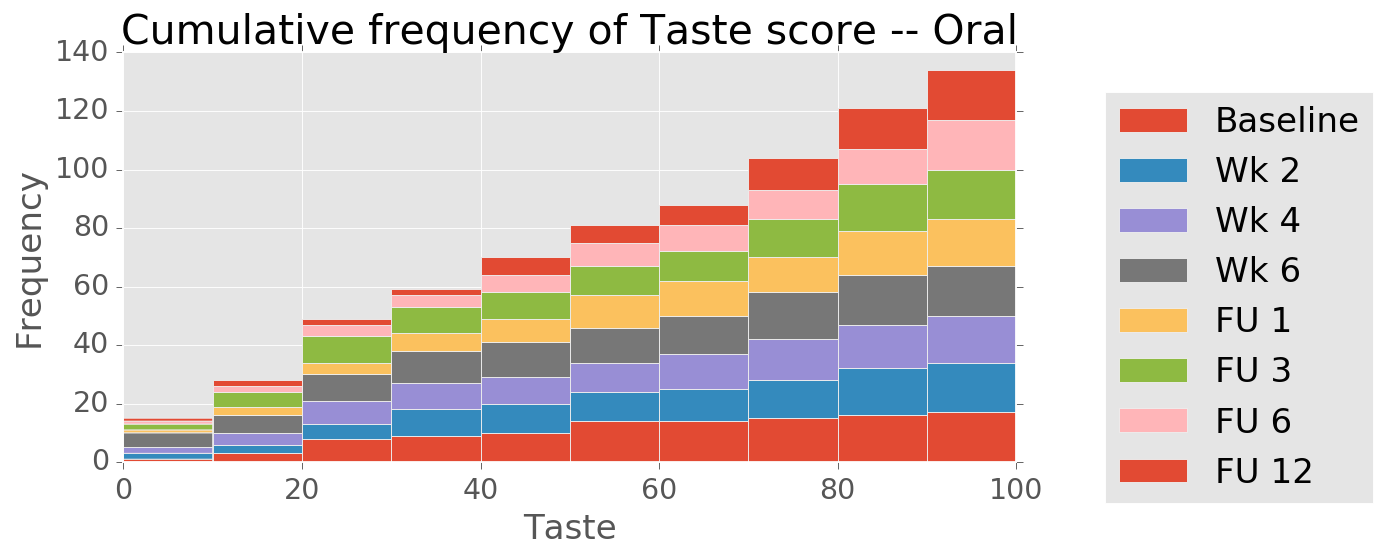 Cumulative frequency of Taste score -- Oral
140
120
100
80
60
40
20
0
Frequency
0 20 40 60 80 100
Taste
Baseline
Wk 2
Wk 4
Wk 6
FU 1
FU 3
FU 6
FU 12